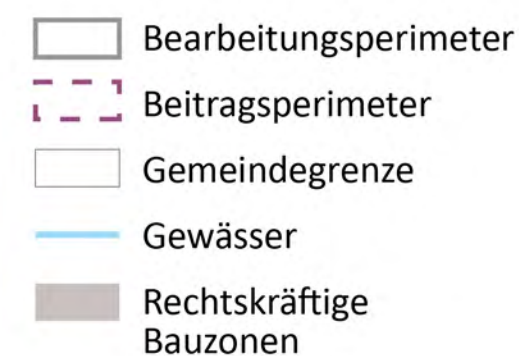 Bearbeitungsperimeter
Beitragsperimeter
Gemeindegrenze
Gewässer
Rechtskräftige
Bauzonen